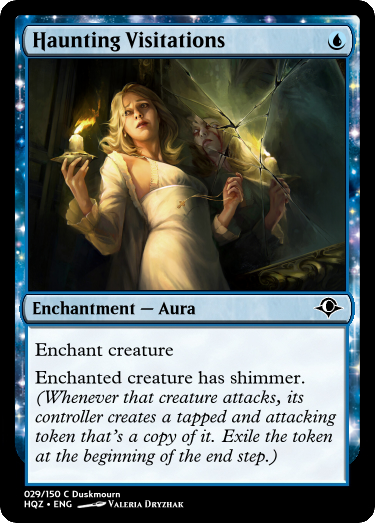 Haunting Visitations
Enchantment — Aura
Enchant creature
Enchanted creature has shimmer.
(Whenever that creature attacks, its
controller creates a tapped and attacking
token that's a copy of it. Exile the token
at the beginning of the end step.)
029/150 C Duskmourn
HQZ • ENG Valeria Dryzhak